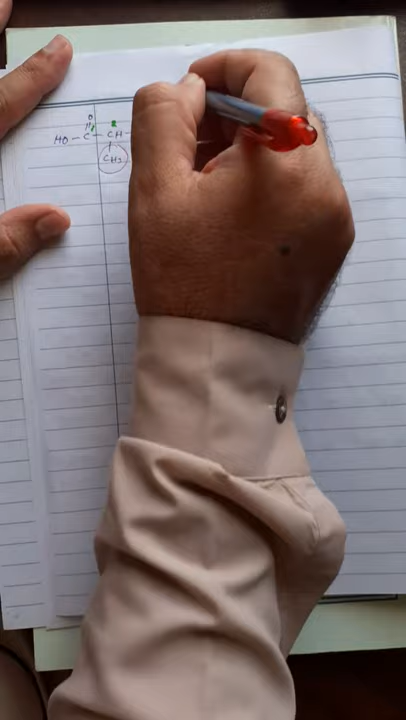 O
||
HO - C - CH -
|
CH3